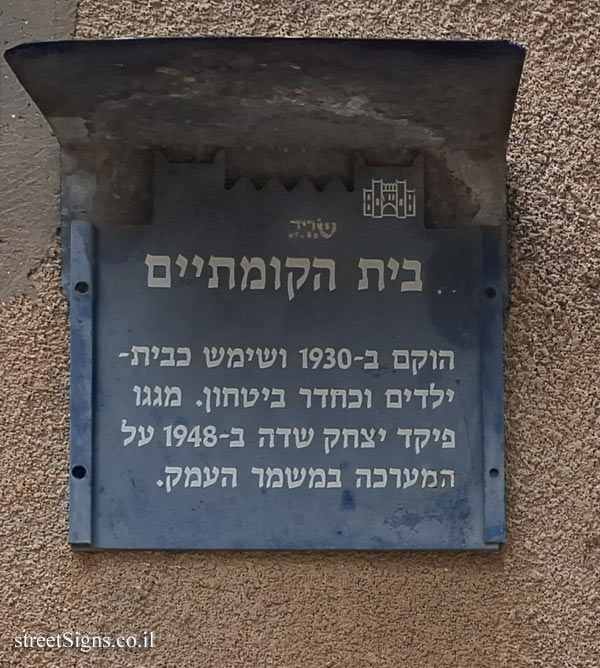 בית הקומתיים
הוקם ב-1930 ושימש כבית-
ילדים וכחדר ביטחון. מגגו
פיקד יצחק שדה ב-1948 על
המערכה במשמר העמק.
streetSigns.co.il